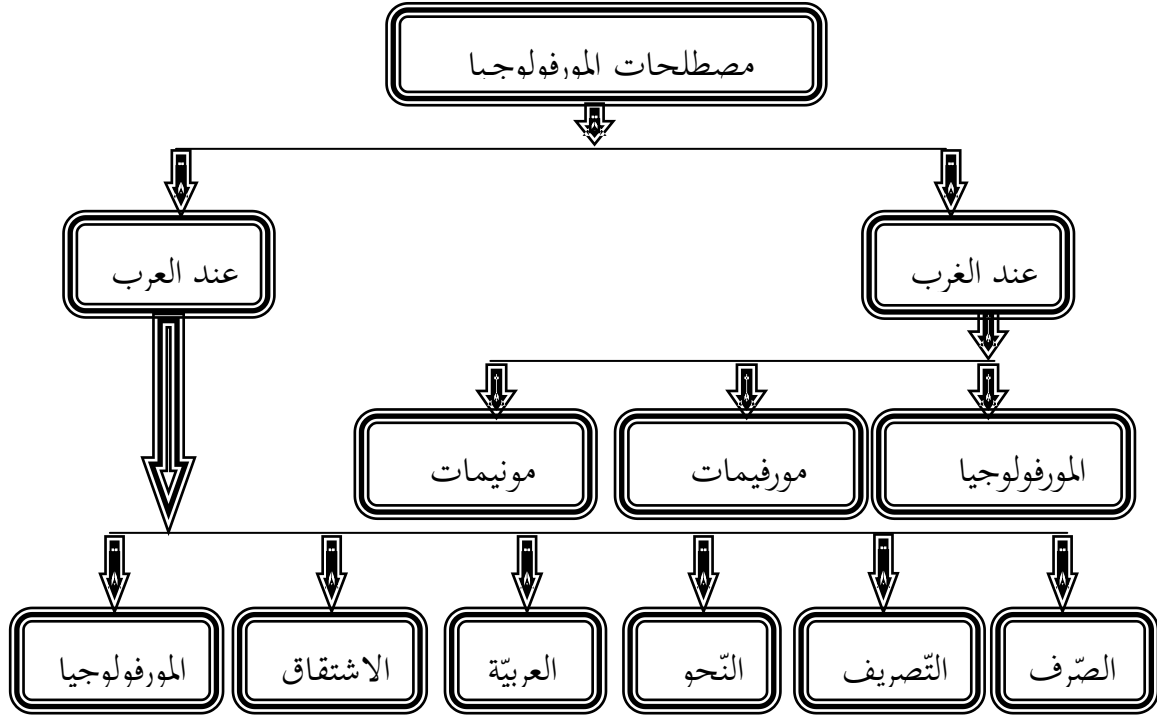 مصطلحات المورفولوجيا
عند الغرب
عند العرب
المورفولوجيا
مورفيمات
مونيمات
الصّرف
التّصريف
النّحو
العربيّة
الاشتقاق
المورفولوجيا